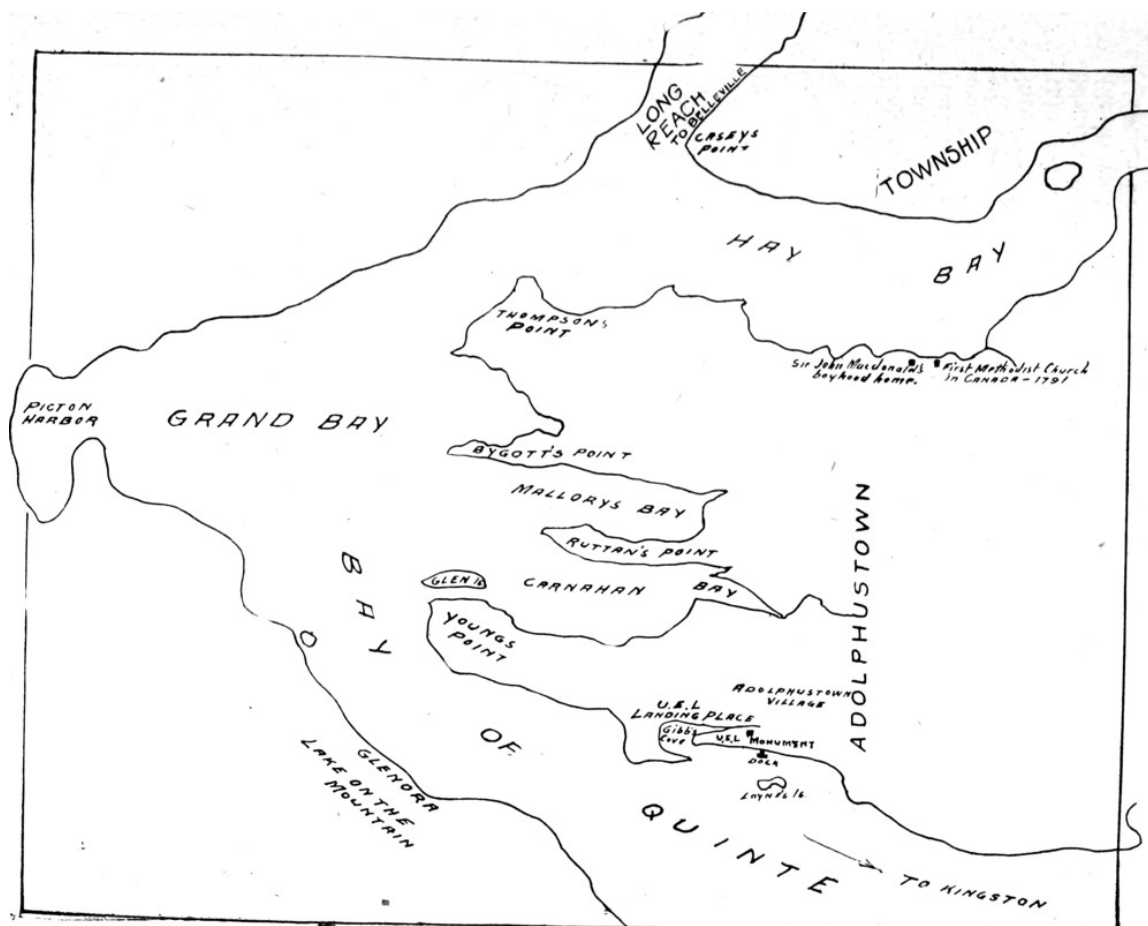 LONG
REACH
TO BELLEVILLE
CASEYS
POINT
TOWNSHIP
HAY
BAY
THOMPSON'S
POINT
Sir John Macdonald's
boyhood home.
First Methodist Church
in CANADA - 1791
PICTON
HARBOR
GRAND BAY
BYGOTT'S POINT
MALLORYS BAY
RUTTAN'S POINT
GLEN Is
CARNAHAN
BAY
YOUNGS
POINT
ADOLPHUSTOWN
ADOLPHUSTOWN
VILLAGE
U.E.L
LANDING PLACE
Gibb's
Cove
U.E.L MONUMENT
DOCK
BAY
OF
QUINTE
GLENORA
LAKE ON THE
MOUNTAIN
TO KINGSTON